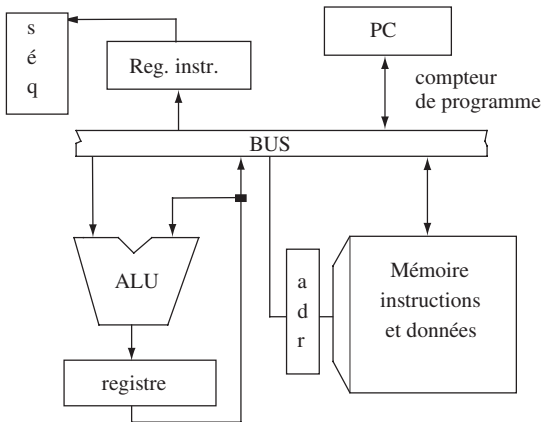 s
é
q
Reg. instr.
PC
compteur
de programme
BUS
ALU
registre
a
d
r
Mémoire
instructions
et données